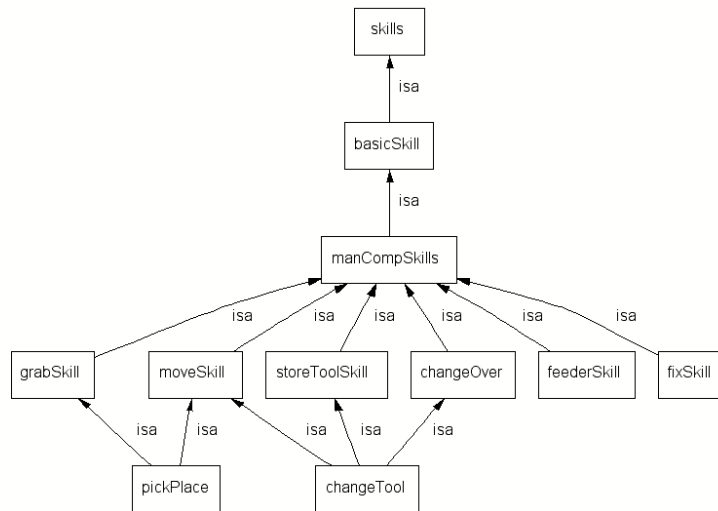 skills
isa
basicSkill
isa
manCompSkills
isa isa isa isa isa isa
grabSkill moveSkill storeToolSkill changeOver feederSkill fixSkill
isa isa isa isa isa
pickPlace changeTool